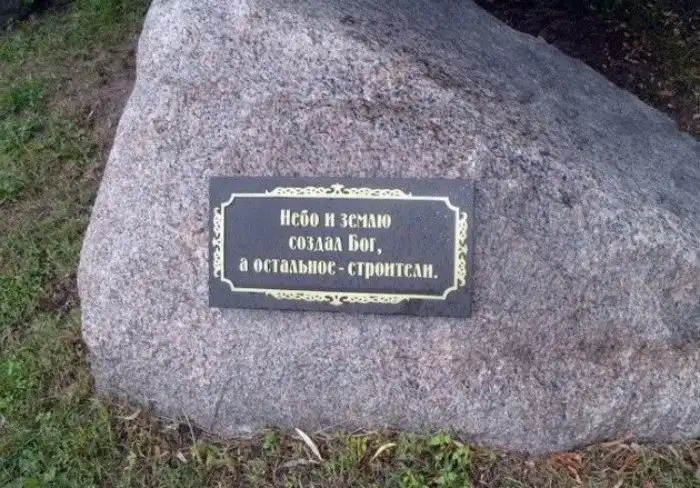 Небо и землю
создал Бог,
а остальное - строители.